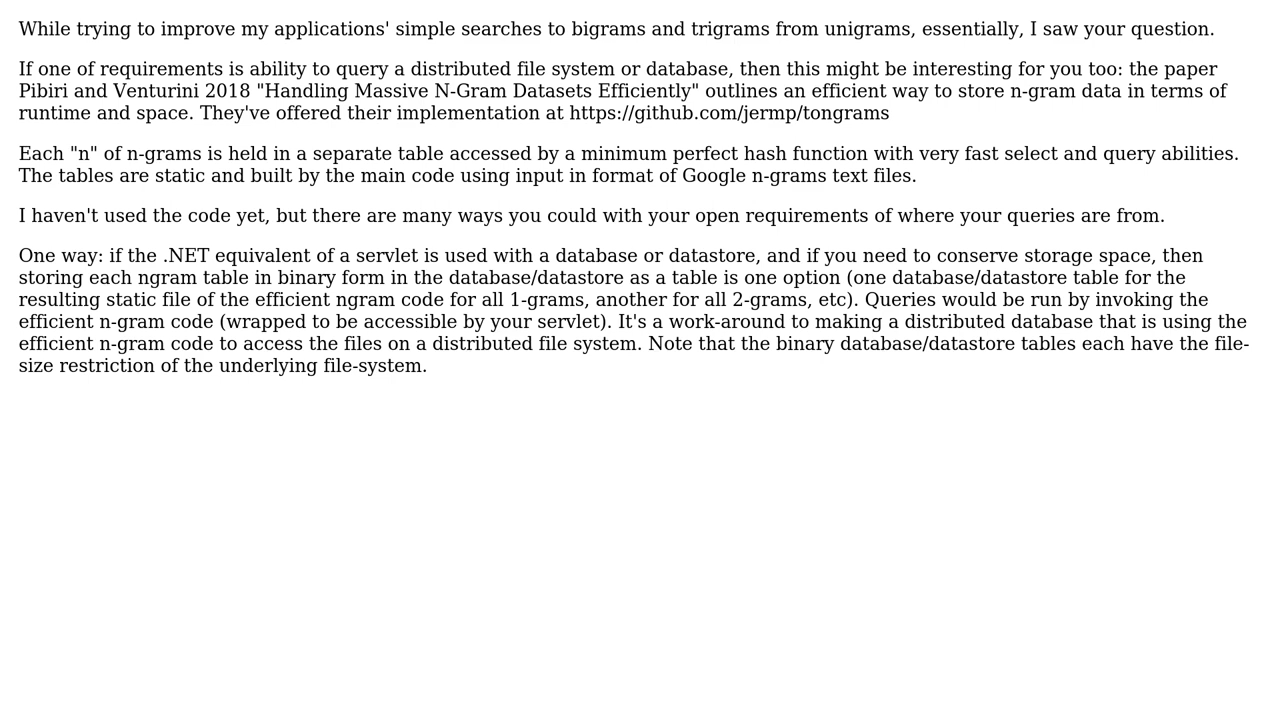 While trying to improve my applications' simple searches to bigrams and trigrams from unigrams, essentially, I saw your question.
If one of requirements is ability to query a distributed file system or database, then this might be interesting for you too: the paper
Pibiri and Venturini 2018 "Handling Massive N-Gram Datasets Efficiently" outlines an efficient way to store n-gram data in terms of
runtime and space. They've offered their implementation at https://github.com/jermp/tongrams
Each "n" of n-grams is held in a separate table accessed by a minimum perfect hash function with very fast select and query abilities.
The tables are static and built by the main code using input in format of Google n-grams text files.
I haven't used the code yet, but there are many ways you could with your open requirements of where your queries are from.
One way: if the .NET equivalent of a servlet is used with a database or datastore, and if you need to conserve storage space, then
storing each ngram table in binary form in the database/datastore as a table is one option (one database/datastore table for the
resulting static file of the efficient ngram code for all 1-grams, another for all 2-grams, etc). Queries would be run by invoking the
efficient n-gram code (wrapped to be accessible by your servlet). It's a work-around to making a distributed database that is using the
efficient n-gram code to access the files on a distributed file system. Note that the binary database/datastore tables each have the file-
size restriction of the underlying file-system.